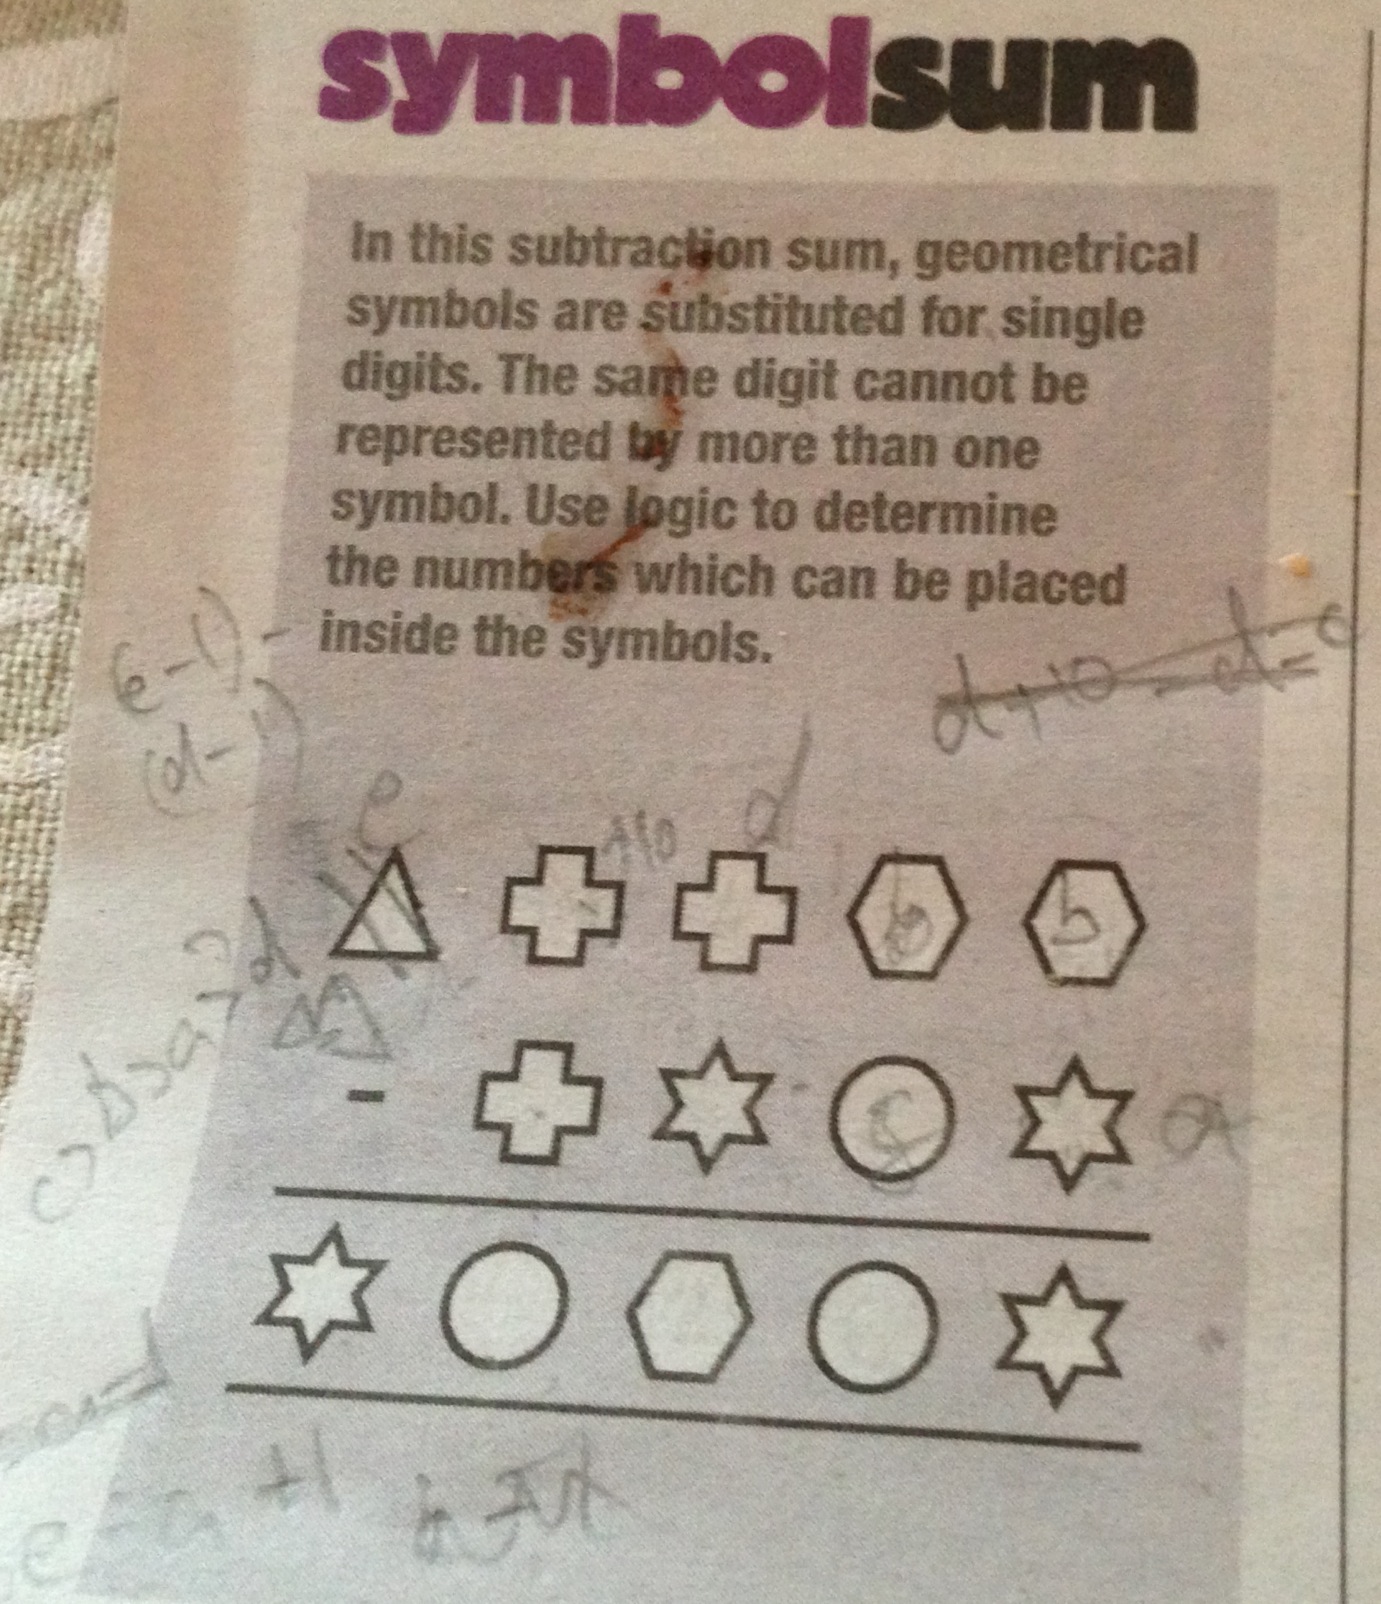 symbolsum
In this subtraction sum, geometrical
symbols are substituted for single
digits. The same digit cannot be
represented by more than one
symbol. Use logic to determine
the numbers which can be placed
inside the symbols.
(e-1)-
(d-1)
d+10-d=c
e
+10
d
b b
-
a
+1